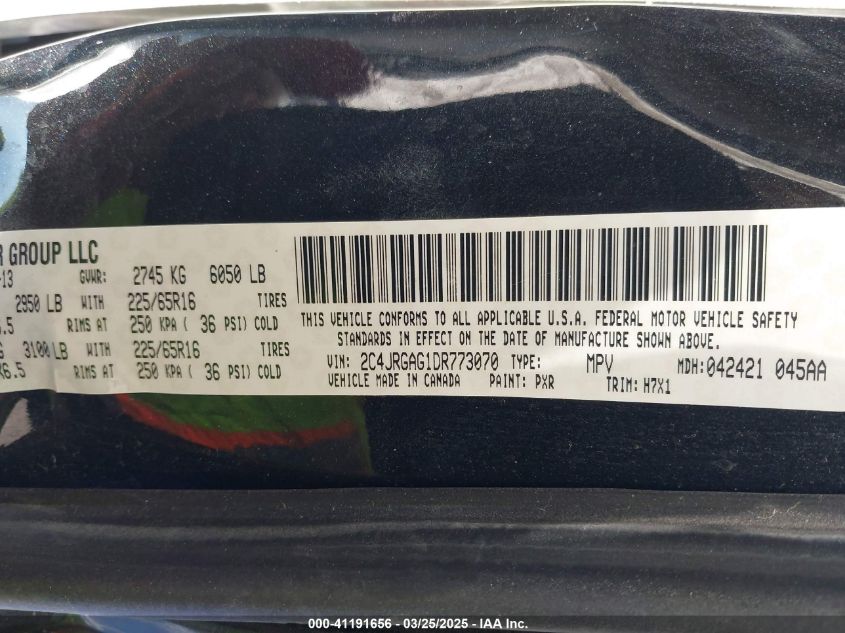 R GROUP LLC
-13 GVWR: 2745 KG 6050 LB
2950 LB WITH 225/65R16 TIRES
6.5 RIMS AT 250 KPA ( 36 PSI) COLD
G 3100 LB WITH 225/65R16 TIRES
X6.5 RIMS AT 250 KPA ( 36 PSI) COLD
THIS VEHICLE CONFORMS TO ALL APPLICABLE U.S.A. FEDERAL MOTOR VEHICLE SAFETY
STANDARDS IN EFFECT ON THE DATE OF MANUFACTURE SHOWN ABOVE.
VIN: 2C4JRGAG1DR773070 TYPE: MPV MDH:042421 045AA
VEHICLE MADE IN CANADA PAINT: PXR TRIM: H7X1
000-41191656 — 03/25/2025 — IAA Inc.